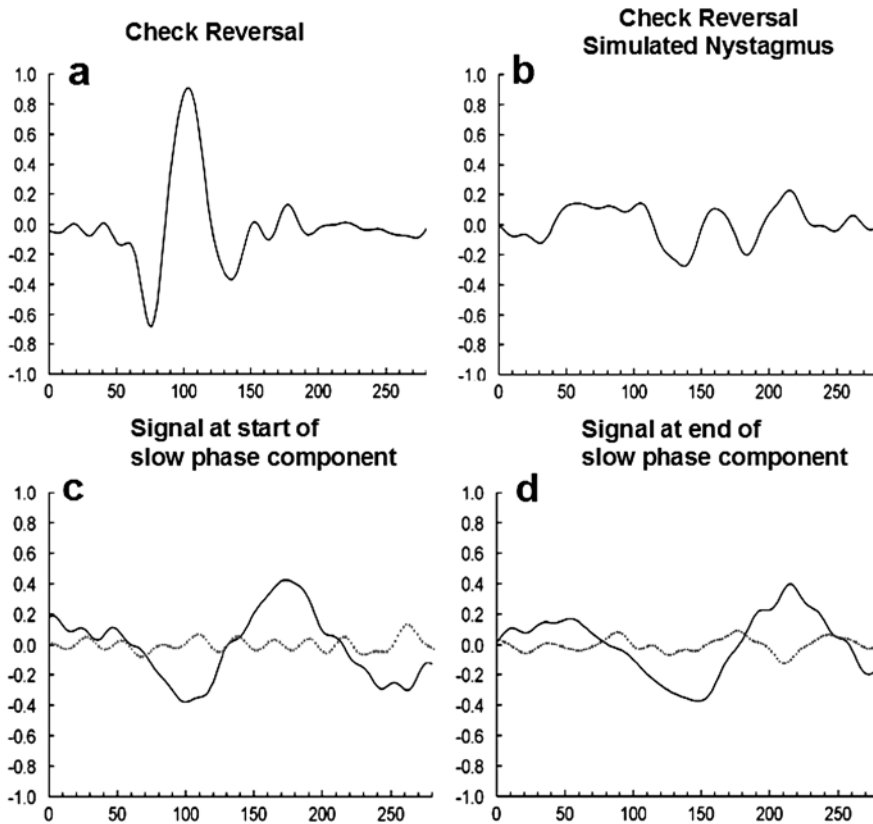 Check Reversal
a
1.0
0.8
0.6
0.4
0.2
0.0
-0.2
-0.4
-0.6
-0.8
-1.0
0 50 100 150 200 250
Check Reversal
Simulated Nystagmus
b
1.0
0.8
0.6
0.4
0.2
0.0
-0.2
-0.4
-0.6
-0.8
-1.0
0 50 100 150 200 250
Signal at start of
slow phase component
c
1.0
0.8
0.6
0.4
0.2
0.0
-0.2
-0.4
-0.6
-0.8
-1.0
0 50 100 150 200 250
Signal at end of
slow phase component
d
1.0
0.8
0.6
0.4
0.2
0.0
-0.2
-0.4
-0.6
-0.8
-1.0
0 50 100 150 200 250